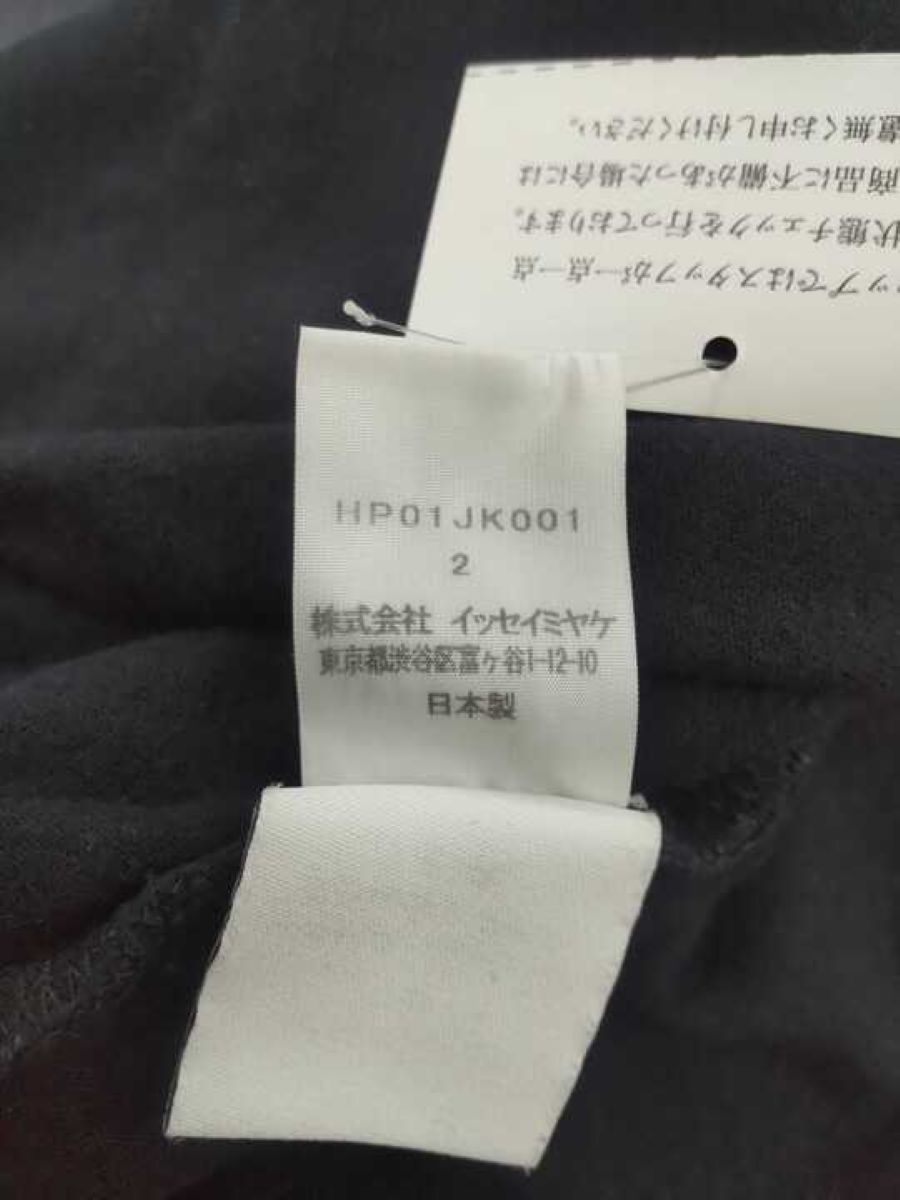 ップではスタッフが一点一点
状態チェックを行っております。
商品に不備があった場合には
慮無くお申し付けください。
HP01JK001
2
株式会社 イッセイミヤケ
東京都渋谷区富ヶ谷1-12-10
日本製